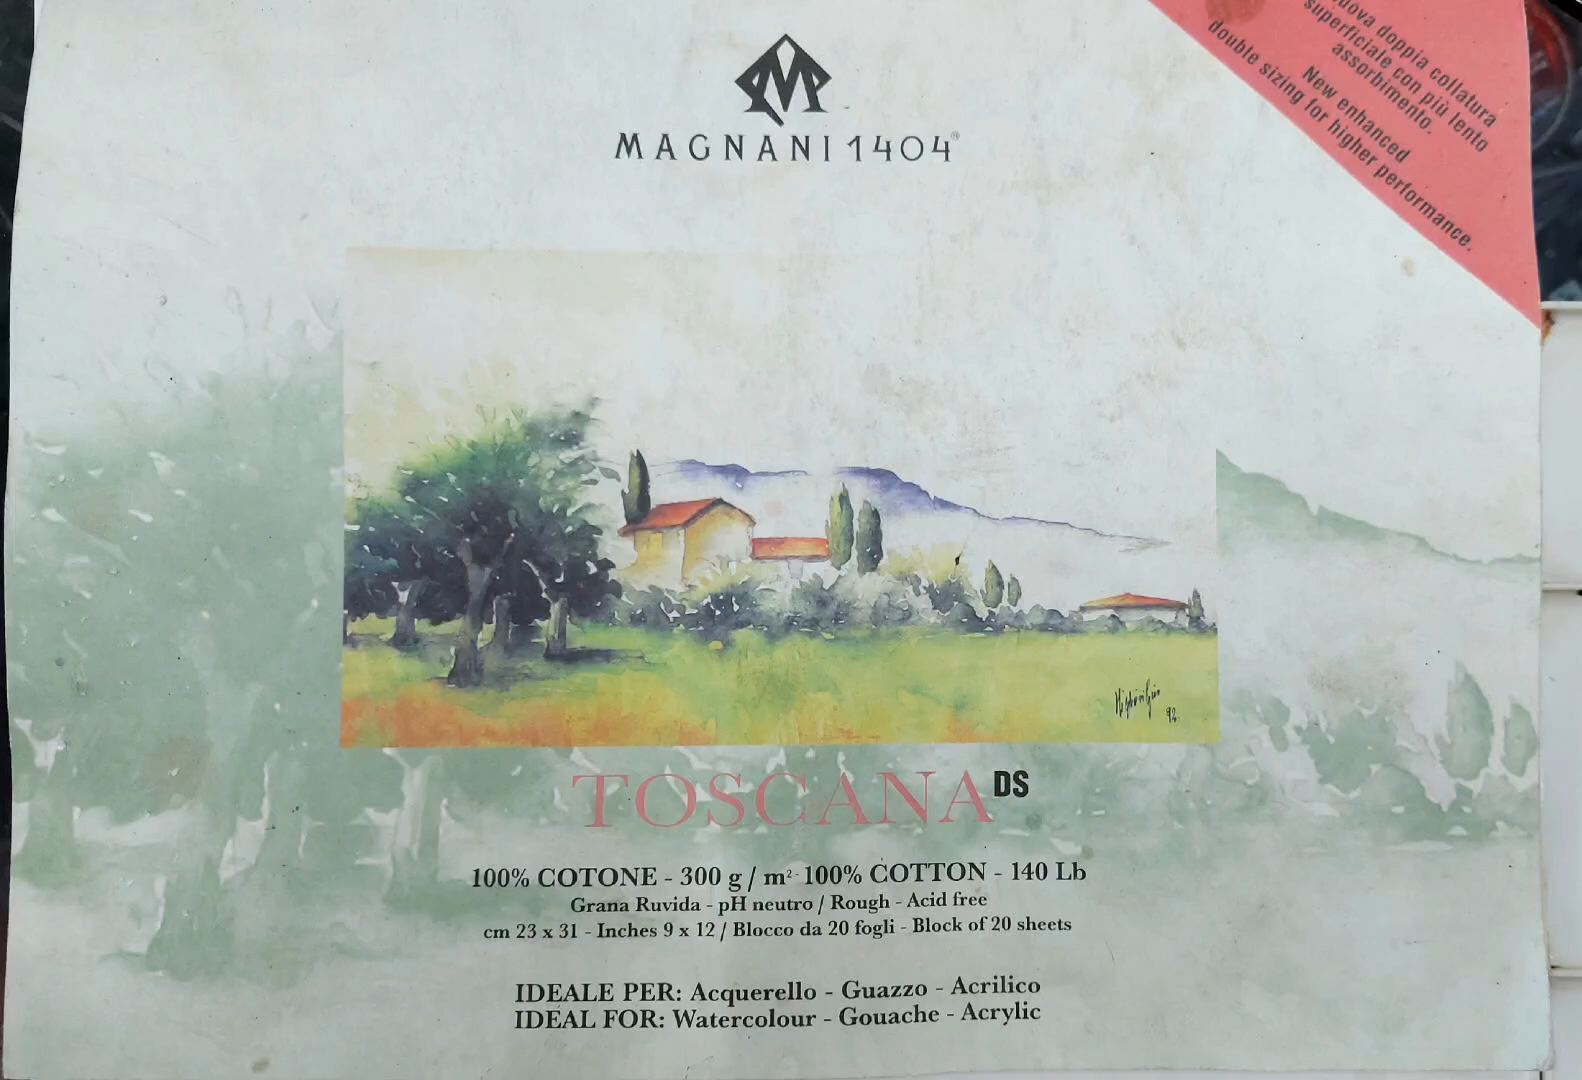 MAGNANI 1404®
doppia collatura
superficiale con più lento
assorbimento.
New enhanced
double sizing for higher performance.
92
TOSCANA DS
100% COTONE - 300 g / m² - 100% COTTON - 140 Lb
Grana Ruvida - pH neutro / Rough - Acid free
cm 23 x 31 - Inches 9 x 12 / Blocco da 20 fogli - Block of 20 sheets
IDEALE PER: Acquerello - Guazzo - Acrilico
IDEAL FOR: Watercolour - Gouache - Acrylic